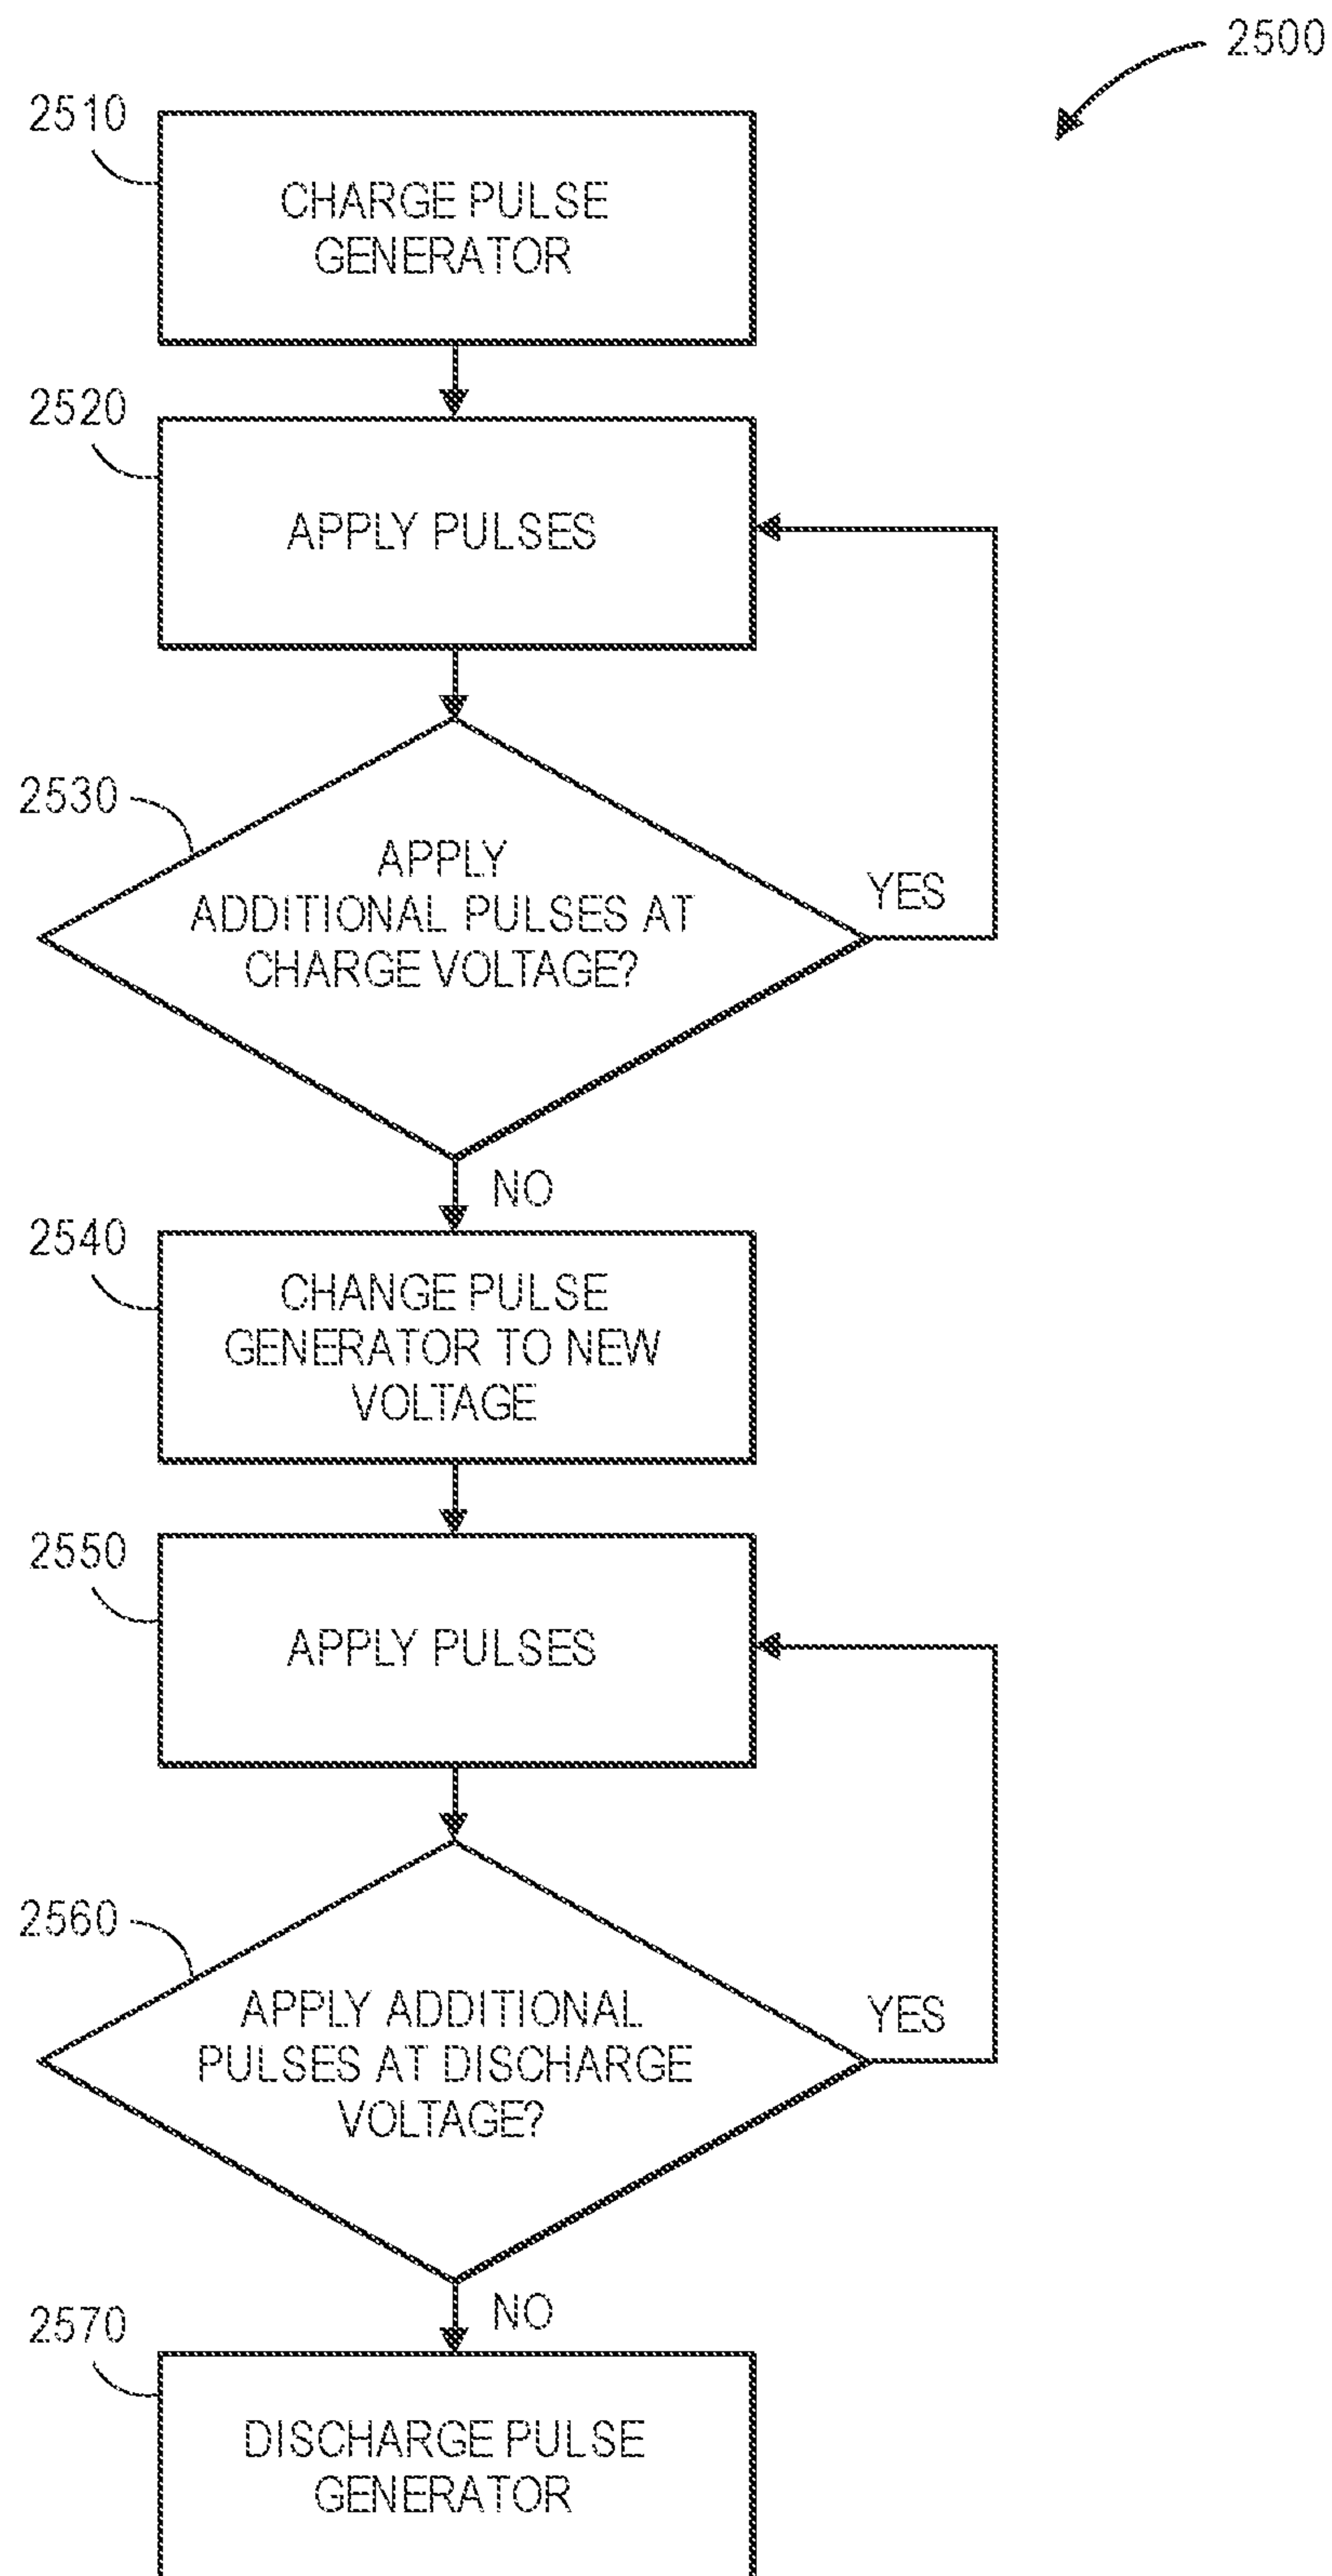 2500
2510
CHARGE PULSE
GENERATOR
2520
APPLY PULSES
2530
APPLY
ADDITIONAL PULSES AT
CHARGE VOLTAGE?
YES
NO
2540
CHANGE PULSE
GENERATOR TO NEW
VOLTAGE
2550
APPLY PULSES
2560
APPLY ADDITIONAL
PULSES AT DISCHARGE
VOLTAGE?
YES
NO
2570
DISCHARGE PULSE
GENERATOR